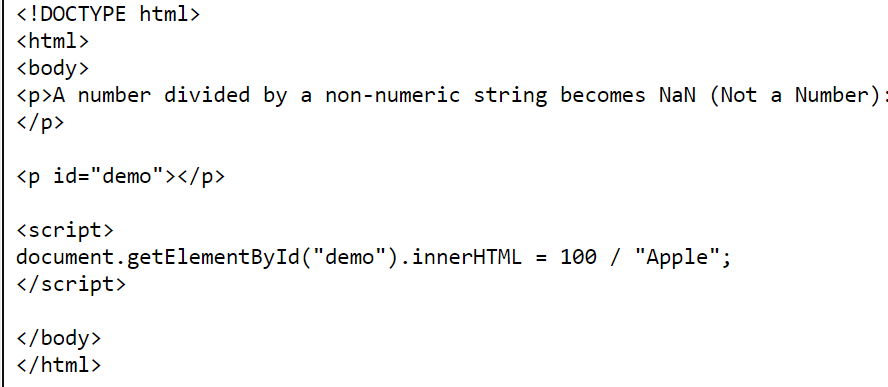 <!DOCTYPE html>
<html>
<body>
<p>A number divided by a non-numeric string becomes NaN (Not a Number):
</p>
<p id="demo"></p>
<script>
document.getElementById("demo").innerHTML = 100 / "Apple";
</script>
</body>
</html>